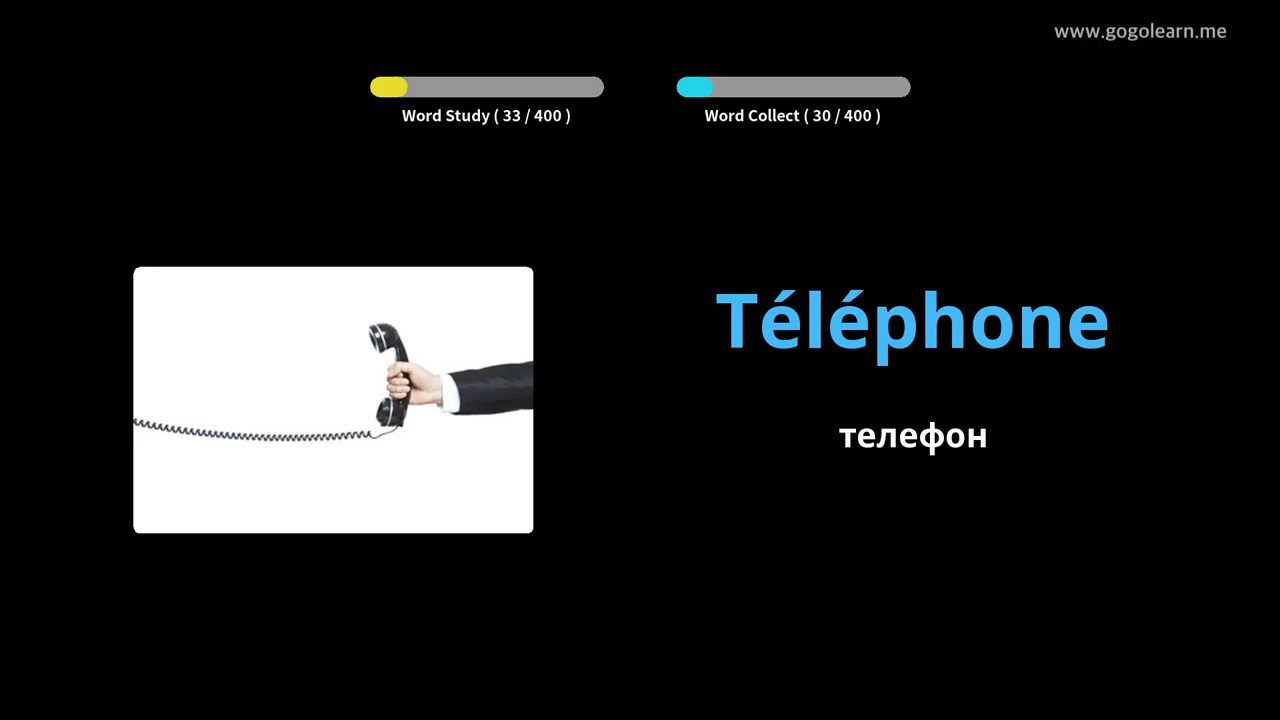 www.gogolearn.me
Word Study ( 33 / 400 )
Word Collect ( 30 / 400 )
Téléphone
телефон